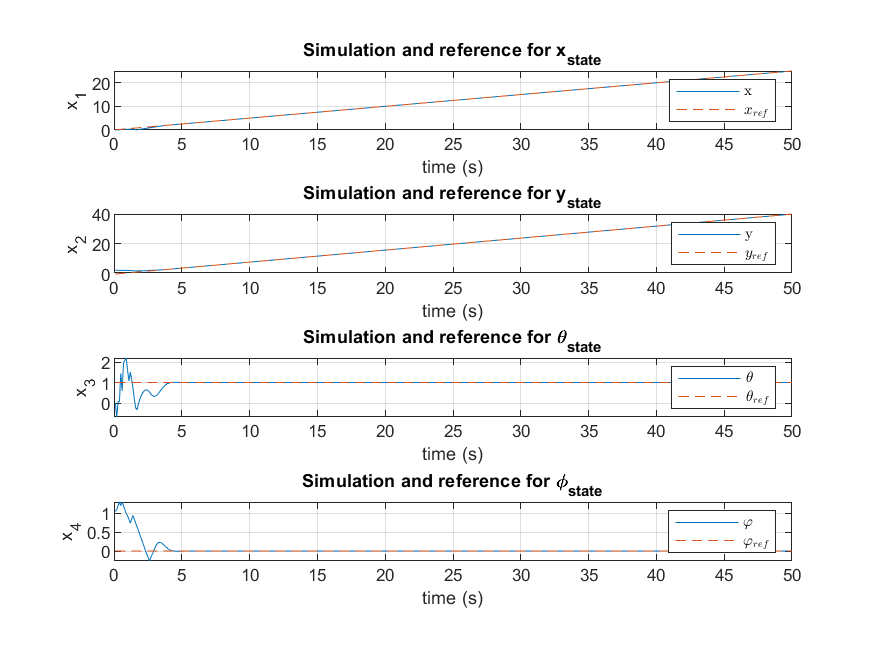 Simulation and reference for x_state
x_1
20
10
0
0 5 10 15 20 25 30 35 40 45 50
time (s)
x
x_ref
Simulation and reference for y_state
x_2
40
20
0
0 5 10 15 20 25 30 35 40 45 50
time (s)
y
y_ref
Simulation and reference for θ_state
x_3
2
1
0
0 5 10 15 20 25 30 35 40 45 50
time (s)
θ
θ_ref
Simulation and reference for ϕ_state
x_4
1
0.5
0
0 5 10 15 20 25 30 35 40 45 50
time (s)
φ
φ_ref